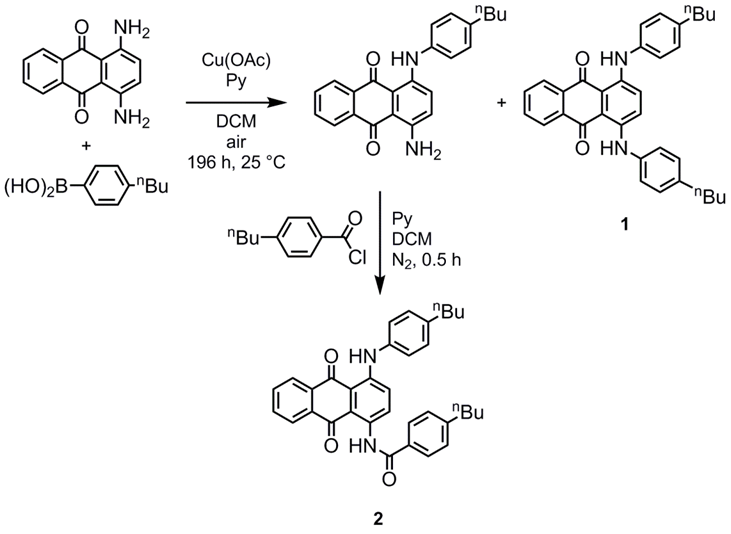 O
NH₂
O
NH₂
+
(HO)₂B
ⁿBu
Cu(OAc)
Py
DCM
air
196 h, 25 °C
ⁿBu
O
HN
O
NH₂
+
ⁿBu
O
HN
O
HN
ⁿBu
1
ⁿBu
O
Cl
Py
DCM
N₂, 0.5 h
ⁿBu
O
HN
ⁿBu
O
HN
O
2